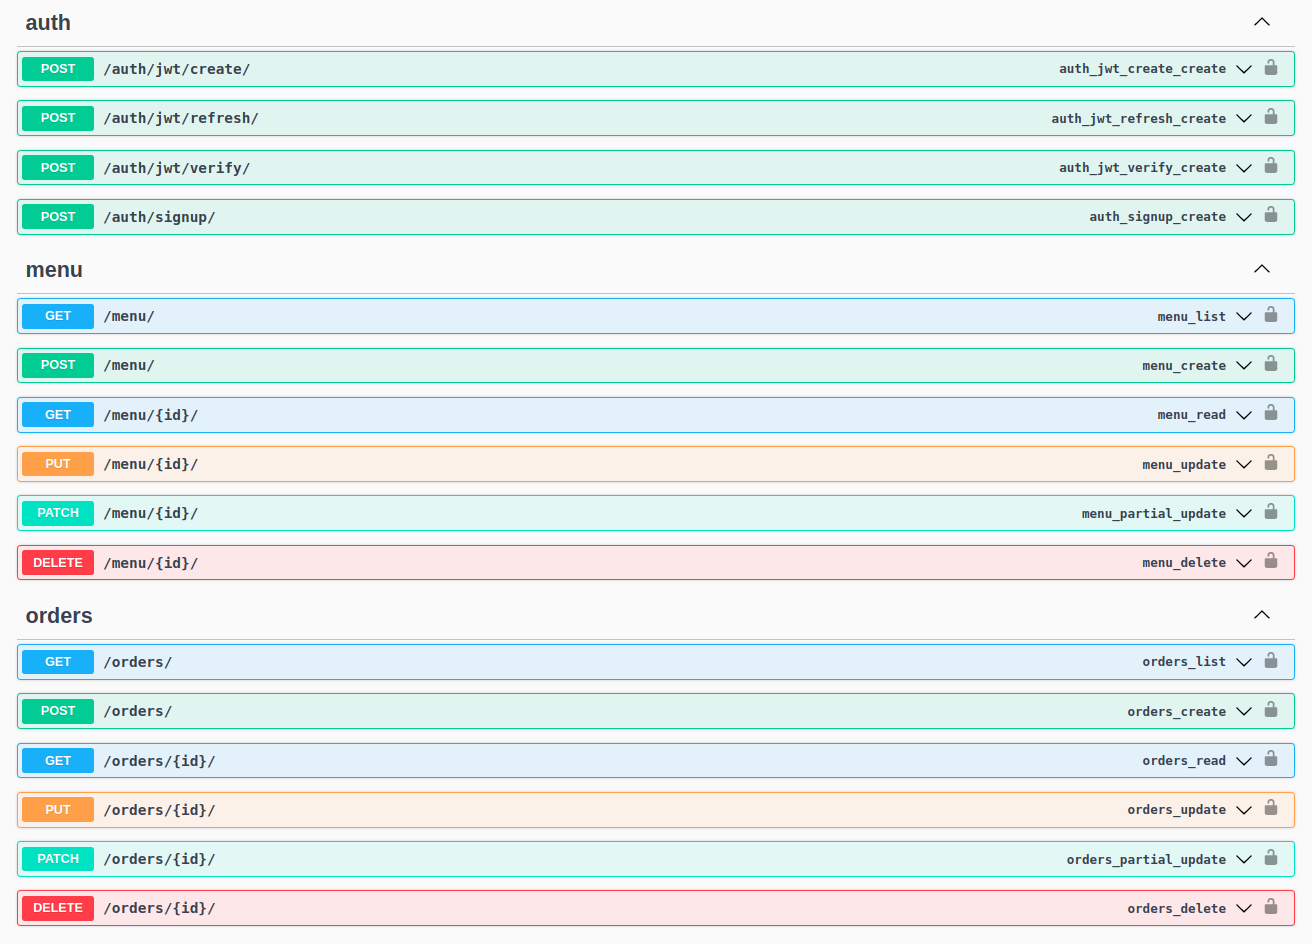 auth
POST /auth/jwt/create/ auth_jwt_create_create
POST /auth/jwt/refresh/ auth_jwt_refresh_create
POST /auth/jwt/verify/ auth_jwt_verify_create
POST /auth/signup/ auth_signup_create
menu
GET /menu/ menu_list
POST /menu/ menu_create
GET /menu/{id}/ menu_read
PUT /menu/{id}/ menu_update
PATCH /menu/{id}/ menu_partial_update
DELETE /menu/{id}/ menu_delete
orders
GET /orders/ orders_list
POST /orders/ orders_create
GET /orders/{id}/ orders_read
PUT /orders/{id}/ orders_update
PATCH /orders/{id}/ orders_partial_update
DELETE /orders/{id}/ orders_delete